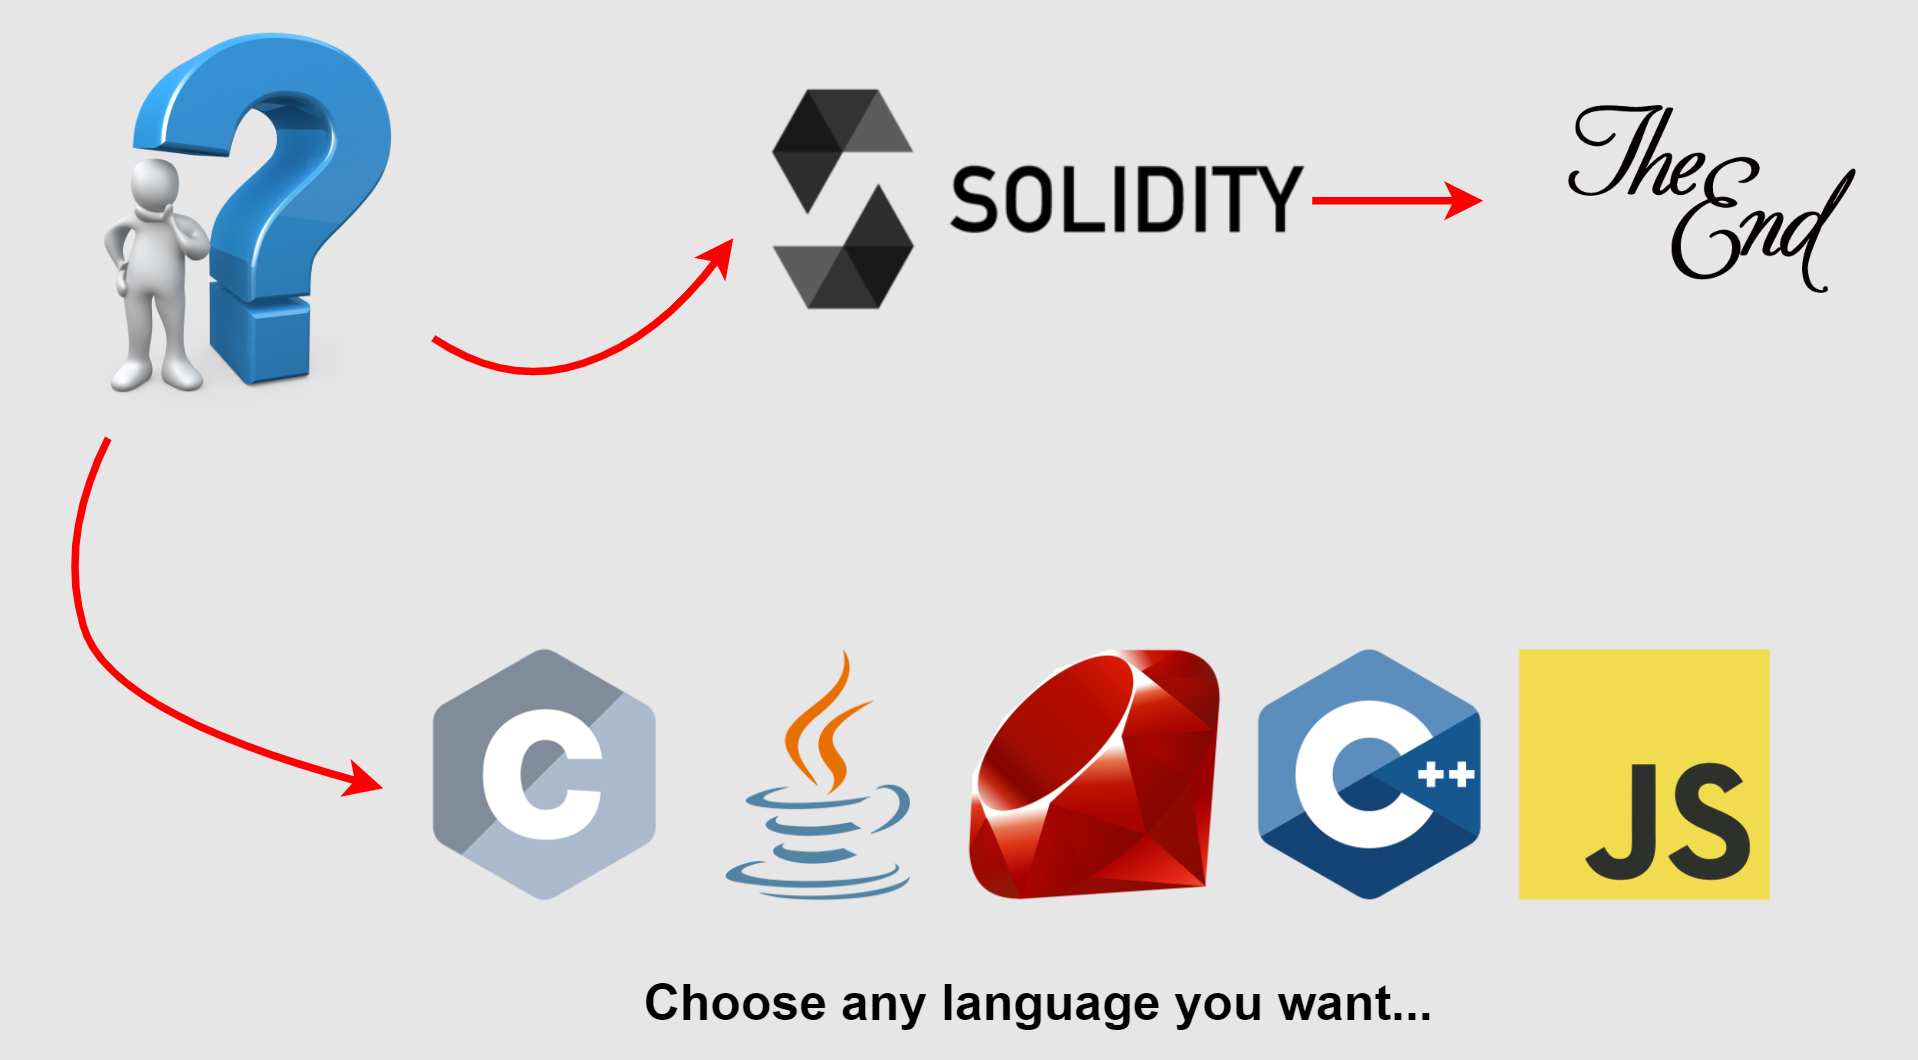 SOLIDITY
The
End
C
C++
JS
Choose any language you want...